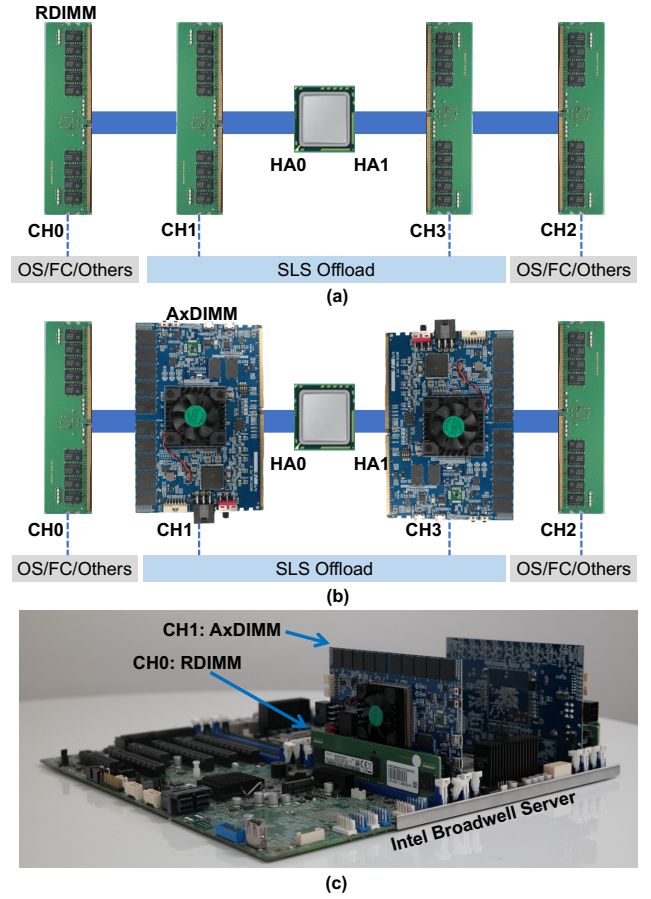 RDIMM
HA0 HA1
CH0 CH1 CH3 CH2
OS/FC/Others SLS Offload OS/FC/Others
(a)
AxDIMM
HA0 HA1
CH0 CH1 CH3 CH2
OS/FC/Others SLS Offload OS/FC/Others
(b)
CH1: AxDIMM
CH0: RDIMM
Intel Broadwell Server
(c)